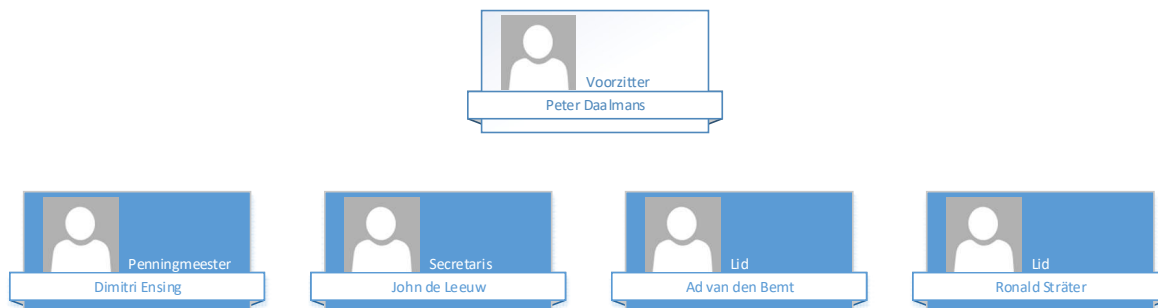 Voorzitter
Peter Daalmans
Penningmeester
Dimitri Ensing
Secretaris
John de Leeuw
Lid
Ad van den Bemt
Lid
Ronald Sträter